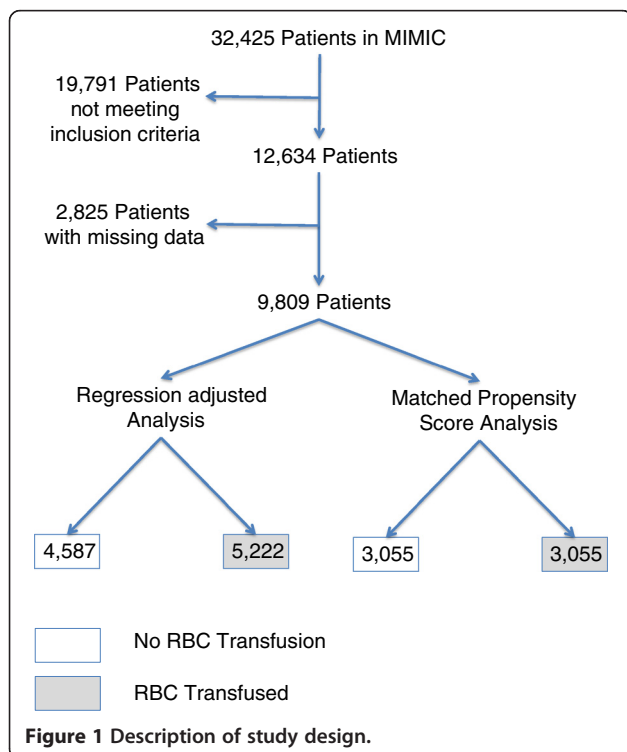 32,425 Patients in MIMIC
19,791 Patients
not meeting
inclusion criteria
12,634 Patients
2,825 Patients
with missing data
9,809 Patients
Regression adjusted
Analysis
Matched Propensity
Score Analysis
4,587
5,222
3,055
3,055
No RBC Transfusion
RBC Transfused
Figure 1 Description of study design.